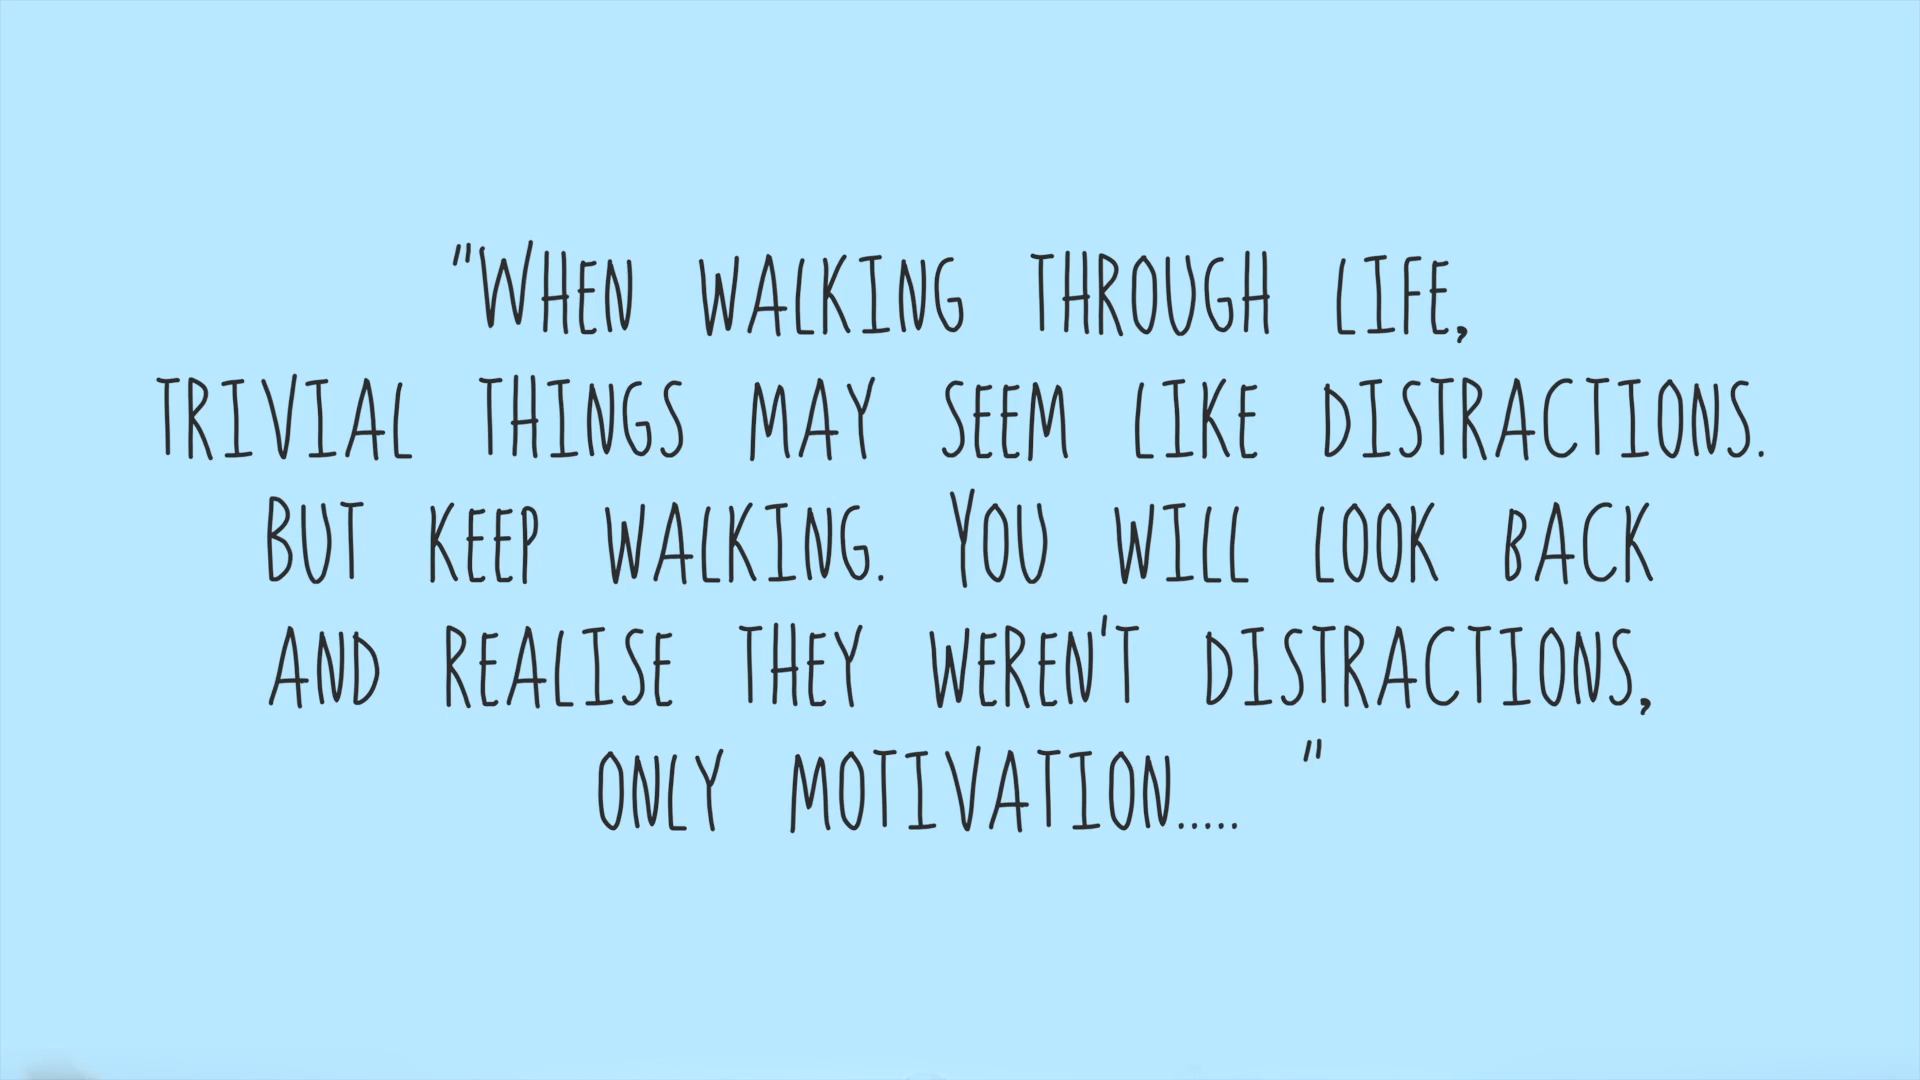 "When walking through life,
trivial things may seem like distractions.
But keep walking. You will look back
and realise they weren't distractions,
only motivation..... "